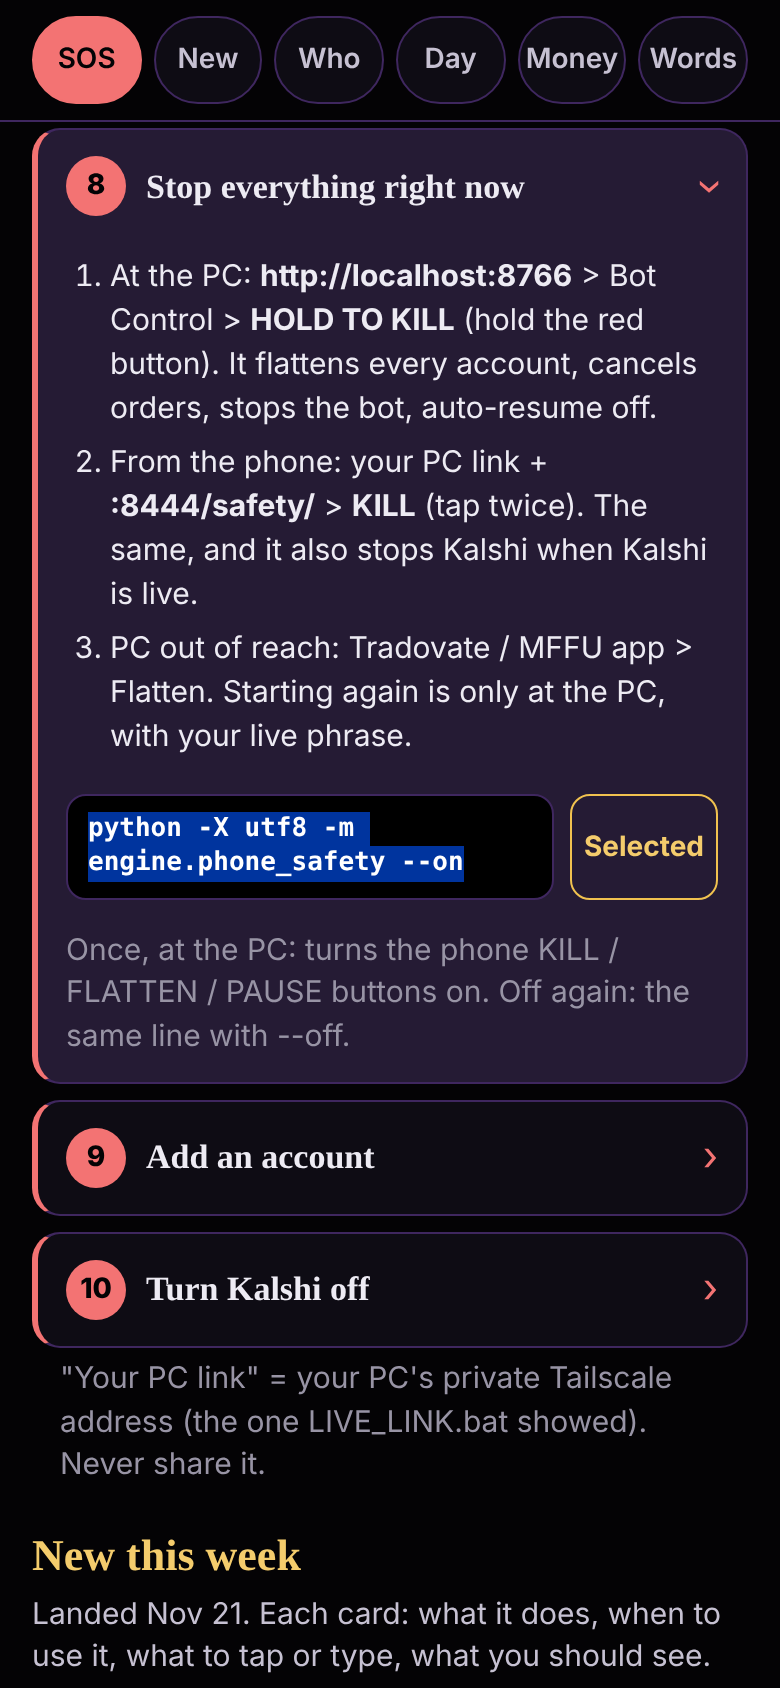 SOS New Who Day Money Words
8 Stop everything right now
1. At the PC: http://localhost:8766 > Bot
Control > HOLD TO KILL (hold the red
button). It flattens every account, cancels
orders, stops the bot, auto-resume off.
2. From the phone: your PC link +
:8444/safety/ > KILL (tap twice). The
same, and it also stops Kalshi when Kalshi
is live.
3. PC out of reach: Tradovate / MFFU app >
Flatten. Starting again is only at the PC,
with your live phrase.
python -X utf8 -m
engine.phone_safety --on
Selected
Once, at the PC: turns the phone KILL /
FLATTEN / PAUSE buttons on. Off again: the
same line with --off.
9 Add an account
10 Turn Kalshi off
"Your PC link" = your PC's private Tailscale
address (the one LIVE_LINK.bat showed).
Never share it.
New this week
Landed Nov 21. Each card: what it does, when to
use it, what to tap or type, what you should see.